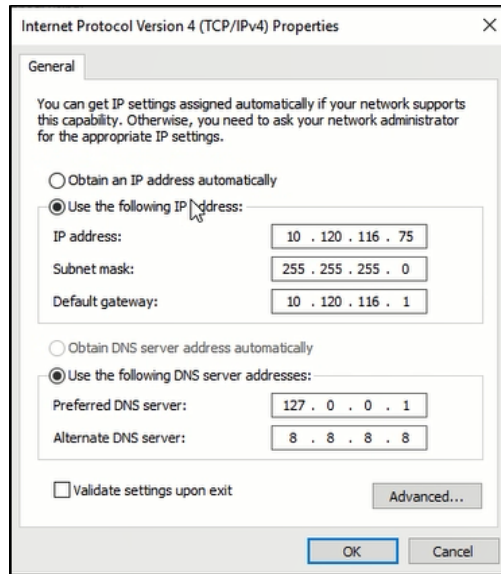 Internet Protocol Version 4 (TCP/IPv4) Properties
General
You can get IP settings assigned automatically if your network supports
this capability. Otherwise, you need to ask your network administrator
for the appropriate IP settings.
Obtain an IP address automatically
Use the following IP address:
IP address: 10 . 120 . 116 . 75
Subnet mask: 255 . 255 . 255 . 0
Default gateway: 10 . 120 . 116 . 1
Obtain DNS server address automatically
Use the following DNS server addresses:
Preferred DNS server: 127 . 0 . 0 . 1
Alternate DNS server: 8 . 8 . 8 . 8
Validate settings upon exit
Advanced...
OK Cancel